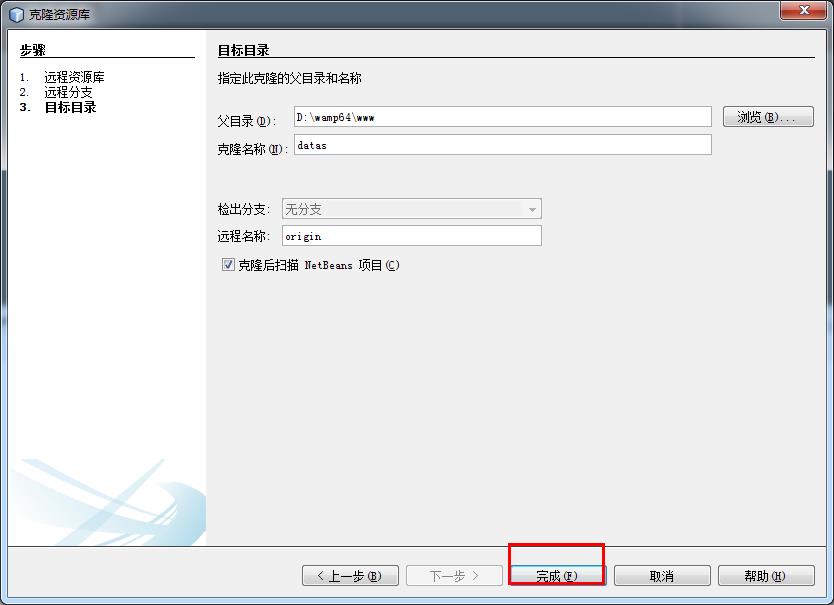 克隆资源库
步骤
1. 远程资源库
2. 远程分支
3. 目标目录
目标目录
指定此克隆的父目录和名称
父目录(D): D:\wamp64\www 浏览(B)...
克隆名称(N): datas
检出分支: 无分支
远程名称: origin
克隆后扫描 NetBeans 项目(C)
< 上一步(B) 下一步 > 完成(F) 取消 帮助(H)